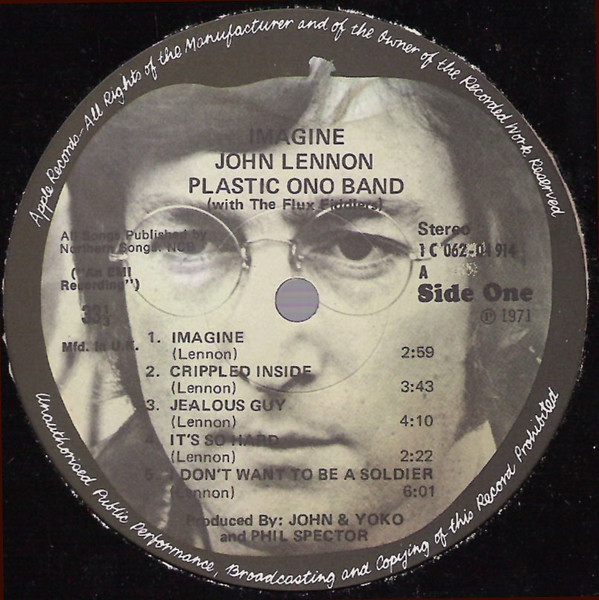 Apple Records-All Rights of the Manufacturer and of the Owner of the Recorded Work Reserved
IMAGINE
JOHN LENNON
PLASTIC ONO BAND
(with The Flux Fiddlers)
All Songs Published by
Northern Songs. NCB
("An EMI
Recording")
33⅓
Mfd. in U.K.
Stereo
1 C 062-04 914
A
Side One
℗ 1971
1. IMAGINE
(Lennon) 2:59
2. CRIPPLED INSIDE
(Lennon) 3:43
3. JEALOUS GUY
(Lennon) 4:10
4. IT'S SO HARD
(Lennon) 2:22
5. I DON'T WANT TO BE A SOLDIER
(Lennon) 6:01
Produced By: JOHN & YOKO
and PHIL SPECTOR
Unauthorised Public Performance, Broadcasting and Copying of this Record Prohibited